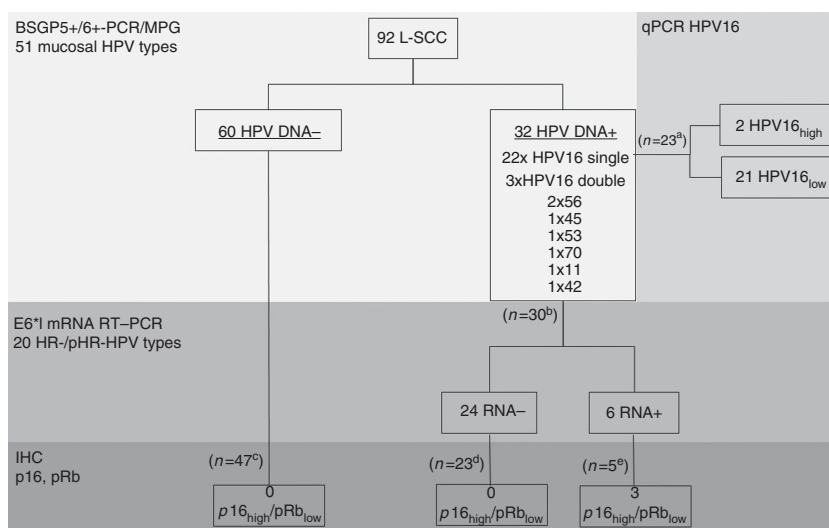 BSGP5+/6+-PCR/MPG
51 mucosal HPV types
92 L-SCC
qPCR HPV16
60 HPV DNA–
32 HPV DNA+
22x HPV16 single
3xHPV16 double
2x56
1x45
1x53
1x70
1x11
1x42
(n=23a)
2 HPV16high
21 HPV16low
E6*I mRNA RT–PCR
20 HR-/pHR-HPV types
(n=30b)
24 RNA–
6 RNA+
IHC
p16, pRb
(n=47c)
(n=23d)
(n=5e)
0
p16high/pRblow
0
p16high/pRblow
3
p16high/pRblow